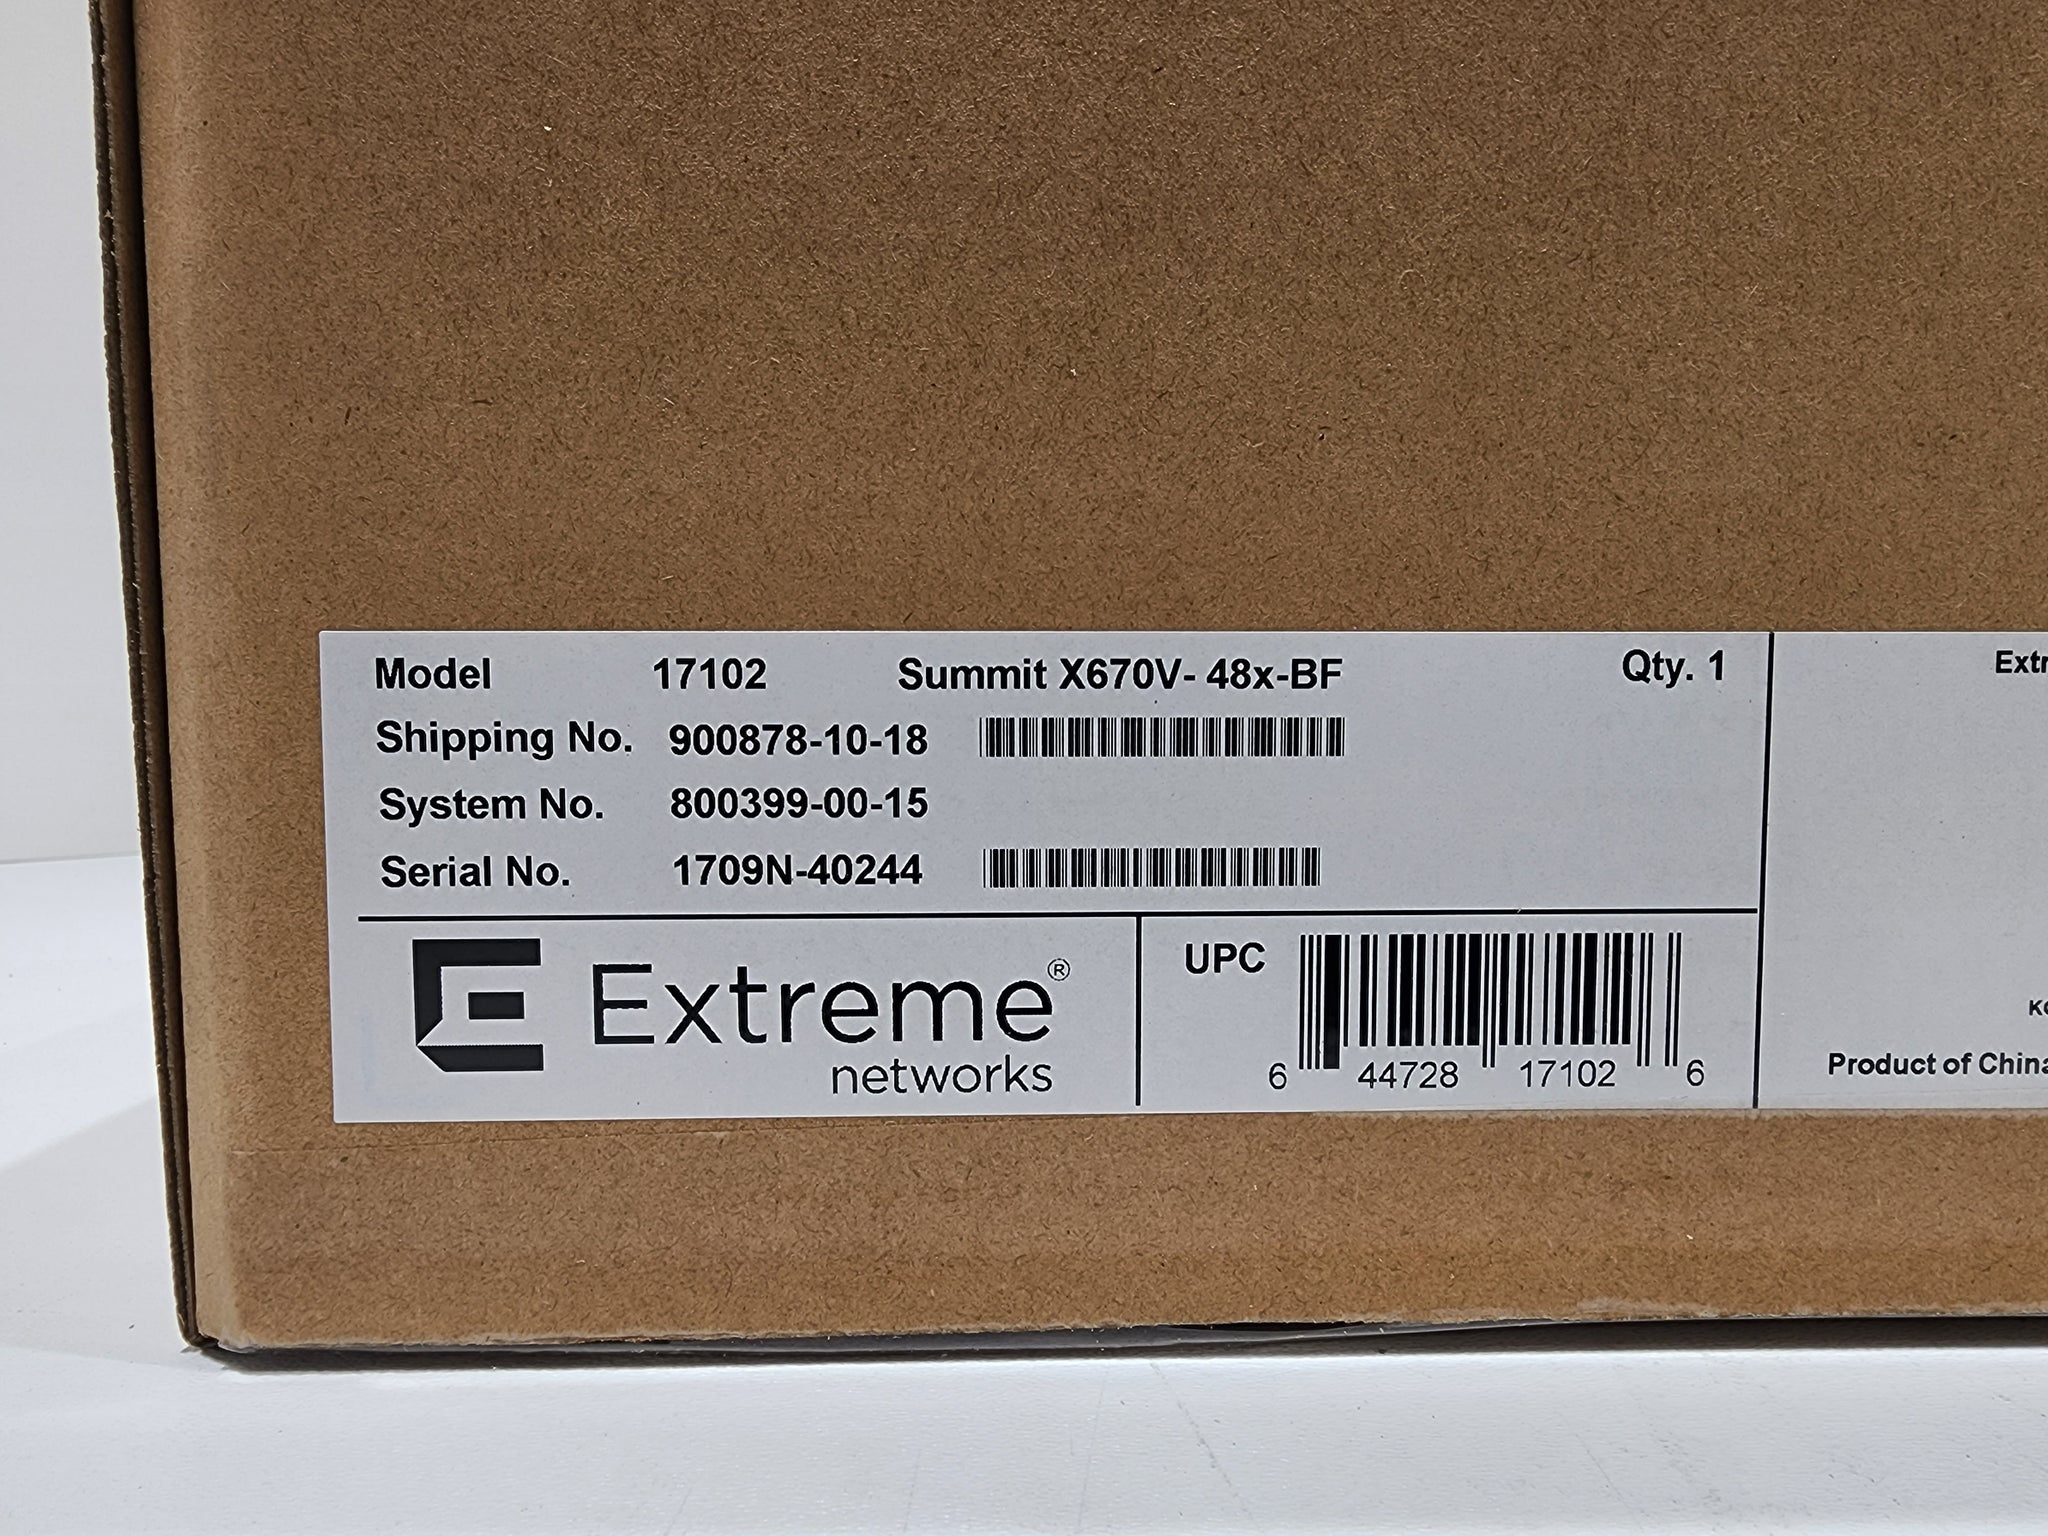 Model 17102 Summit X670V- 48x-BF Qty. 1
Shipping No. 900878-10-18
System No. 800399-00-15
Serial No. 1709N-40244
Extreme®
networks
UPC
6 44728 17102 6
Product of China